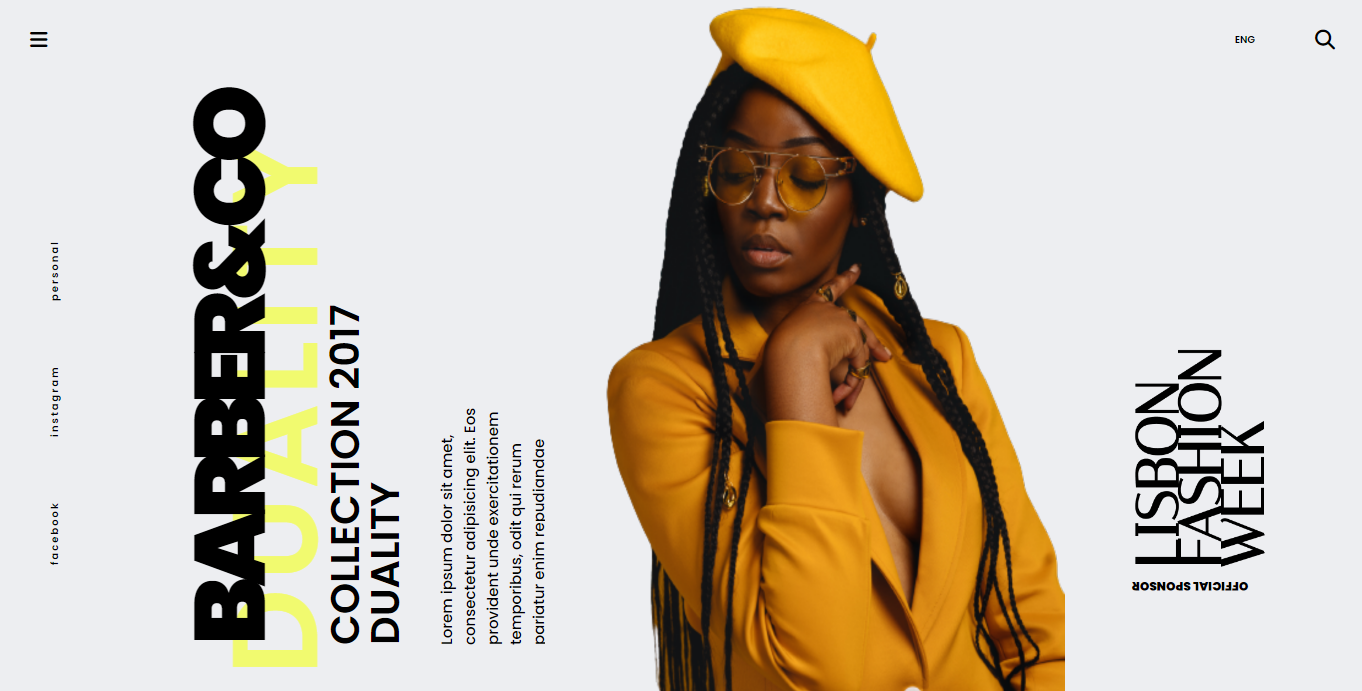 ENG
personal
instagram
facebook
BARBER&CO
DUALITY
COLLECTION 2017
DUALITY
Lorem ipsum dolor sit amet,
consectetur adipisicing elit. Eos
provident unde exercitationem
temporibus, odit qui rerum
pariatur enim repudiandae
LISBON
FASHION
WEEK
OFFICIAL SPONSOR